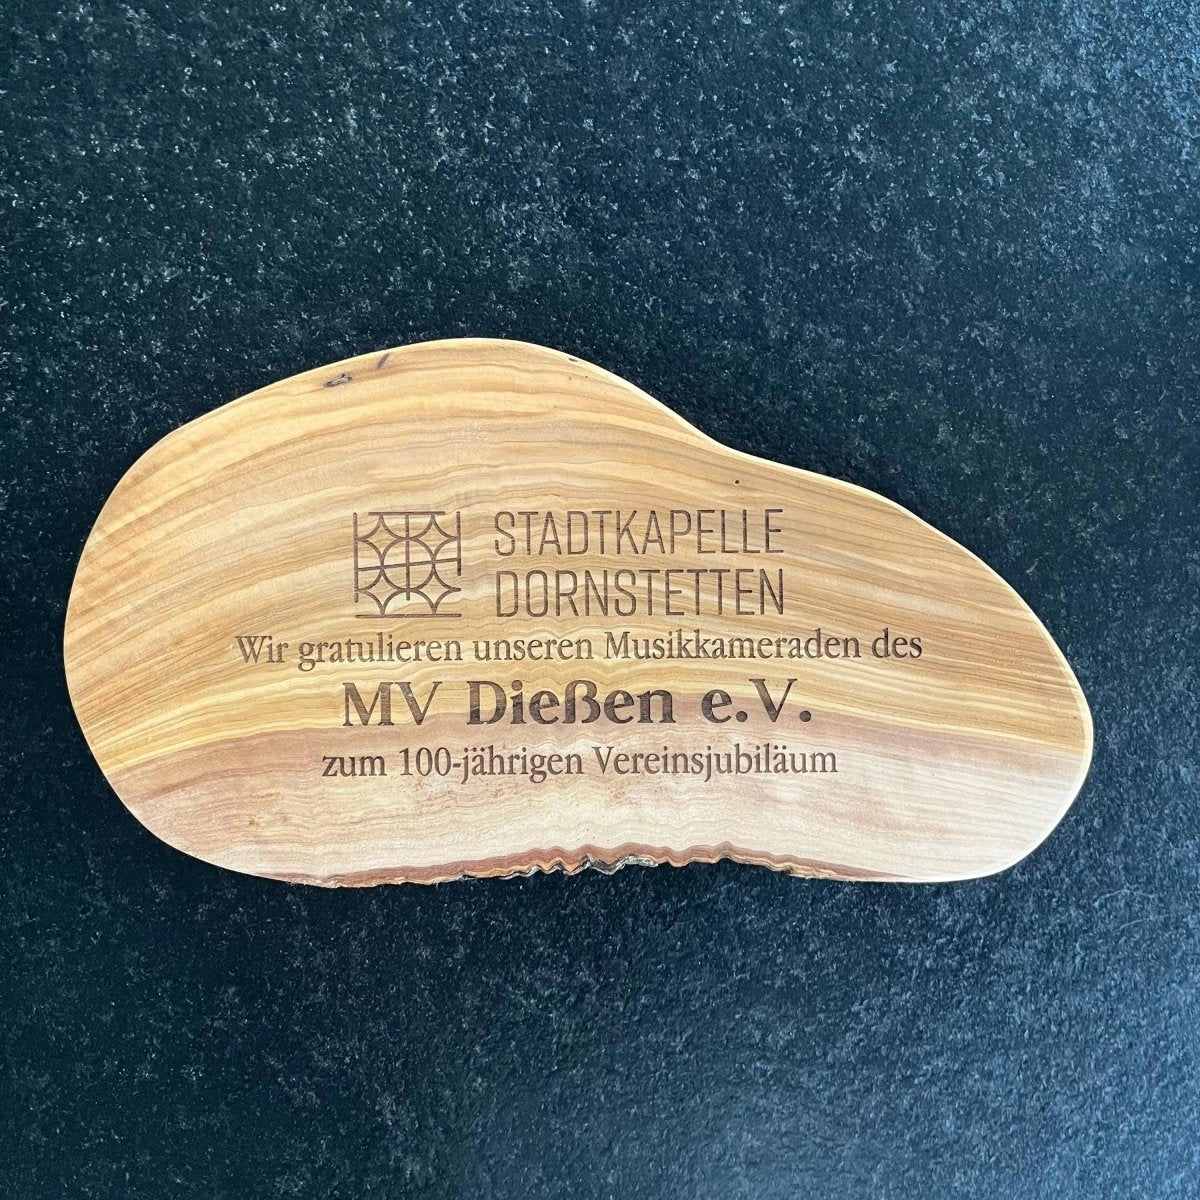 STADTKAPELLE
DORNSTETTEN
Wir gratulieren unseren Musikkameraden des
MV Dießen e.V.
zum 100-jährigen Vereinsjubiläum